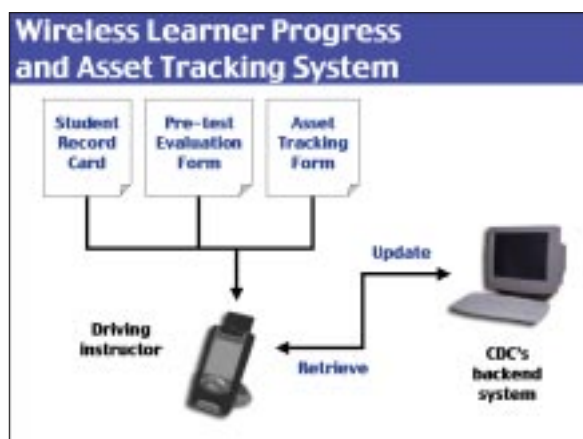 Wireless Learner Progress
and Asset Tracking System
Student
Record
Card
Pre-test
Evaluation
Form
Asset
Tracking
Form
Update
Driving
instructor
Retrieve
CDC's
backend
system